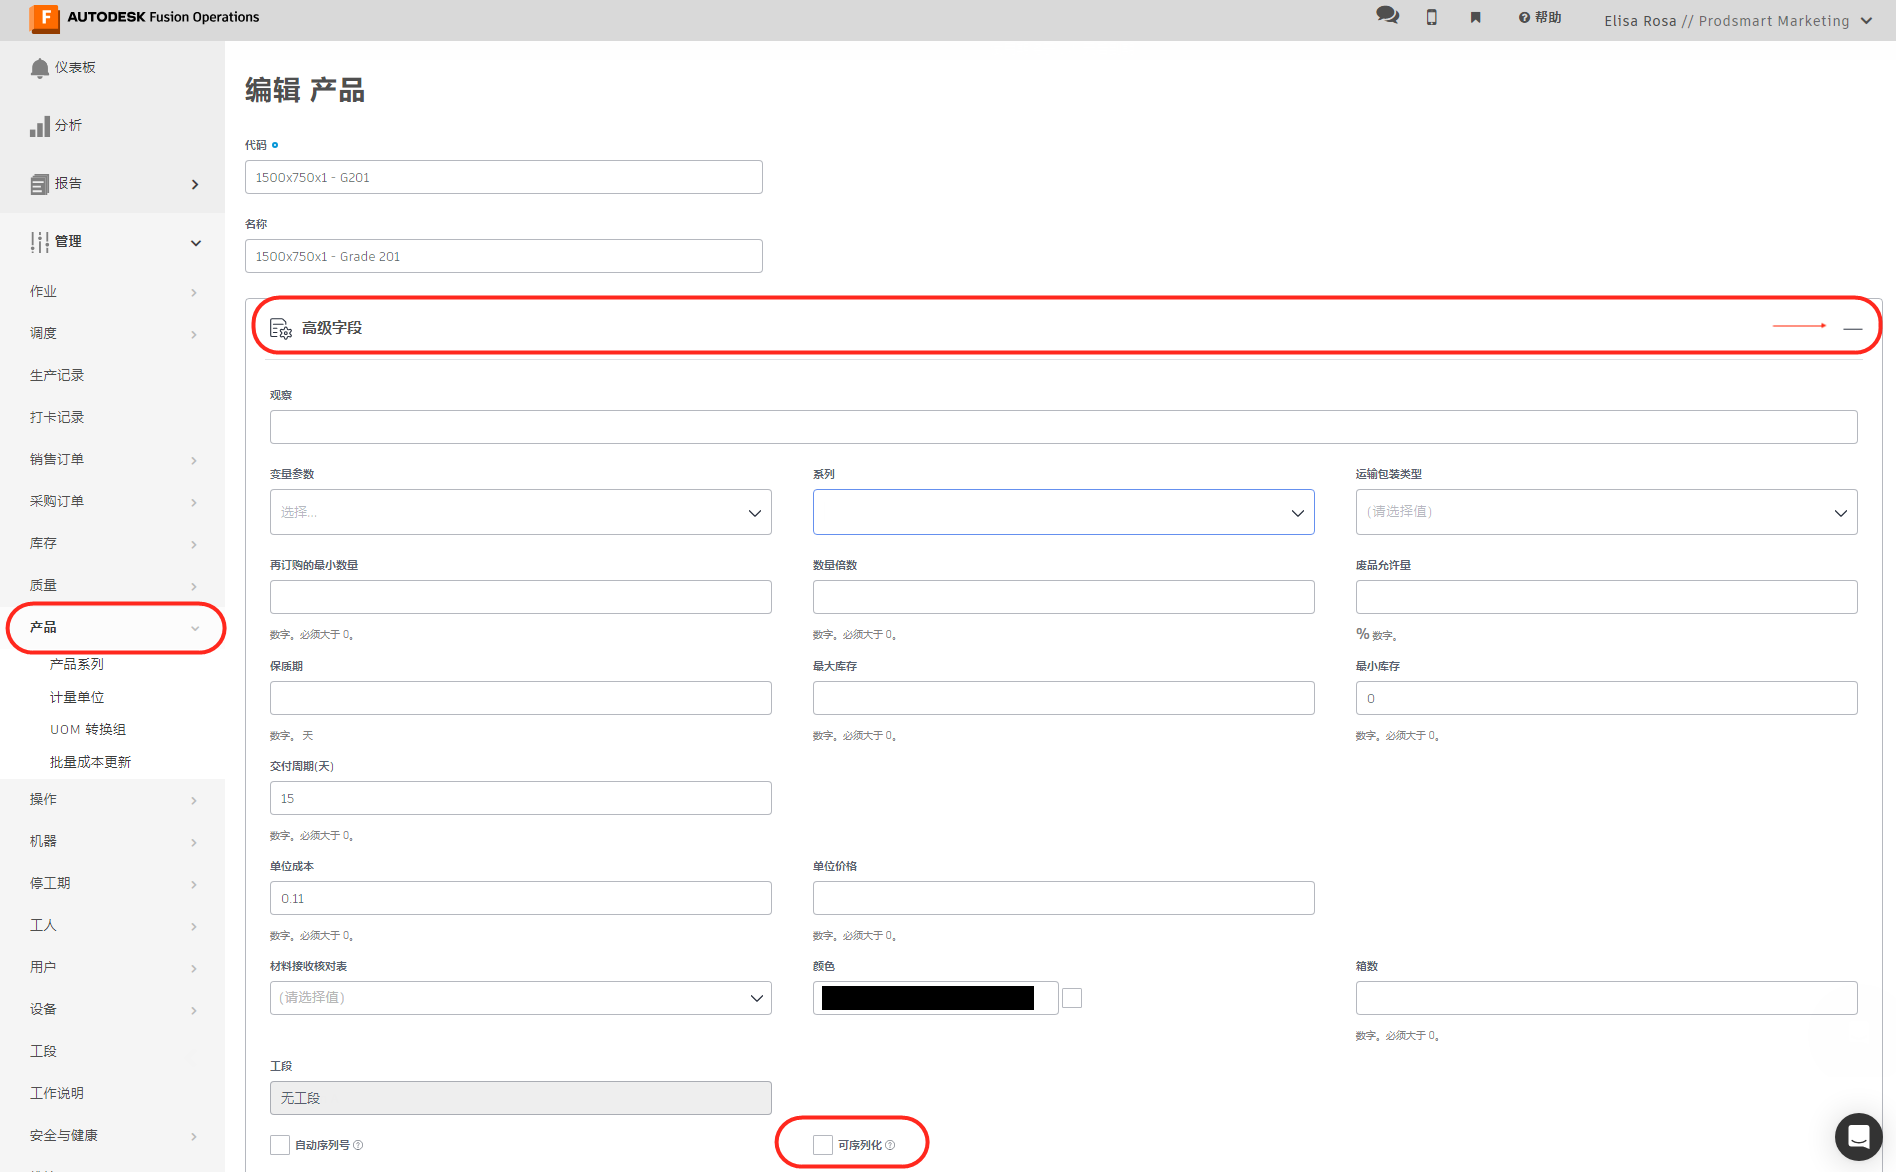 AUTODESK Fusion Operations
帮助
Elisa Rosa // Prodsmart Marketing
仪表板
分析
报告
管理
作业
调度
生产记录
打卡记录
销售订单
采购订单
库存
质量
产品
产品系列
计量单位
UOM 转换组
批量成本更新
操作
机器
停工期
工人
用户
设备
工段
工作说明
安全与健康
编辑 产品
代码
1500x750x1 - G201
名称
1500x750x1 - Grade 201
高级字段
观察
变量参数
系列
运输包装类型
选择...
(请选择值)
再订购的最小数量
数量倍数
废品允许量
数字。必须大于 0。
数字。必须大于 0。
% 数字。
保质期
最大库存
最小库存
0
数字。 天
数字。必须大于 0。
数字。必须大于 0。
交付周期(天)
15
数字。必须大于 0。
单位成本
单位价格
0.11
数字。必须大于 0。
数字。必须大于 0。
材料接收核对表
颜色
箱数
(请选择值)
数字。必须大于 0。
工段
无工段
自动序列号
可序列化